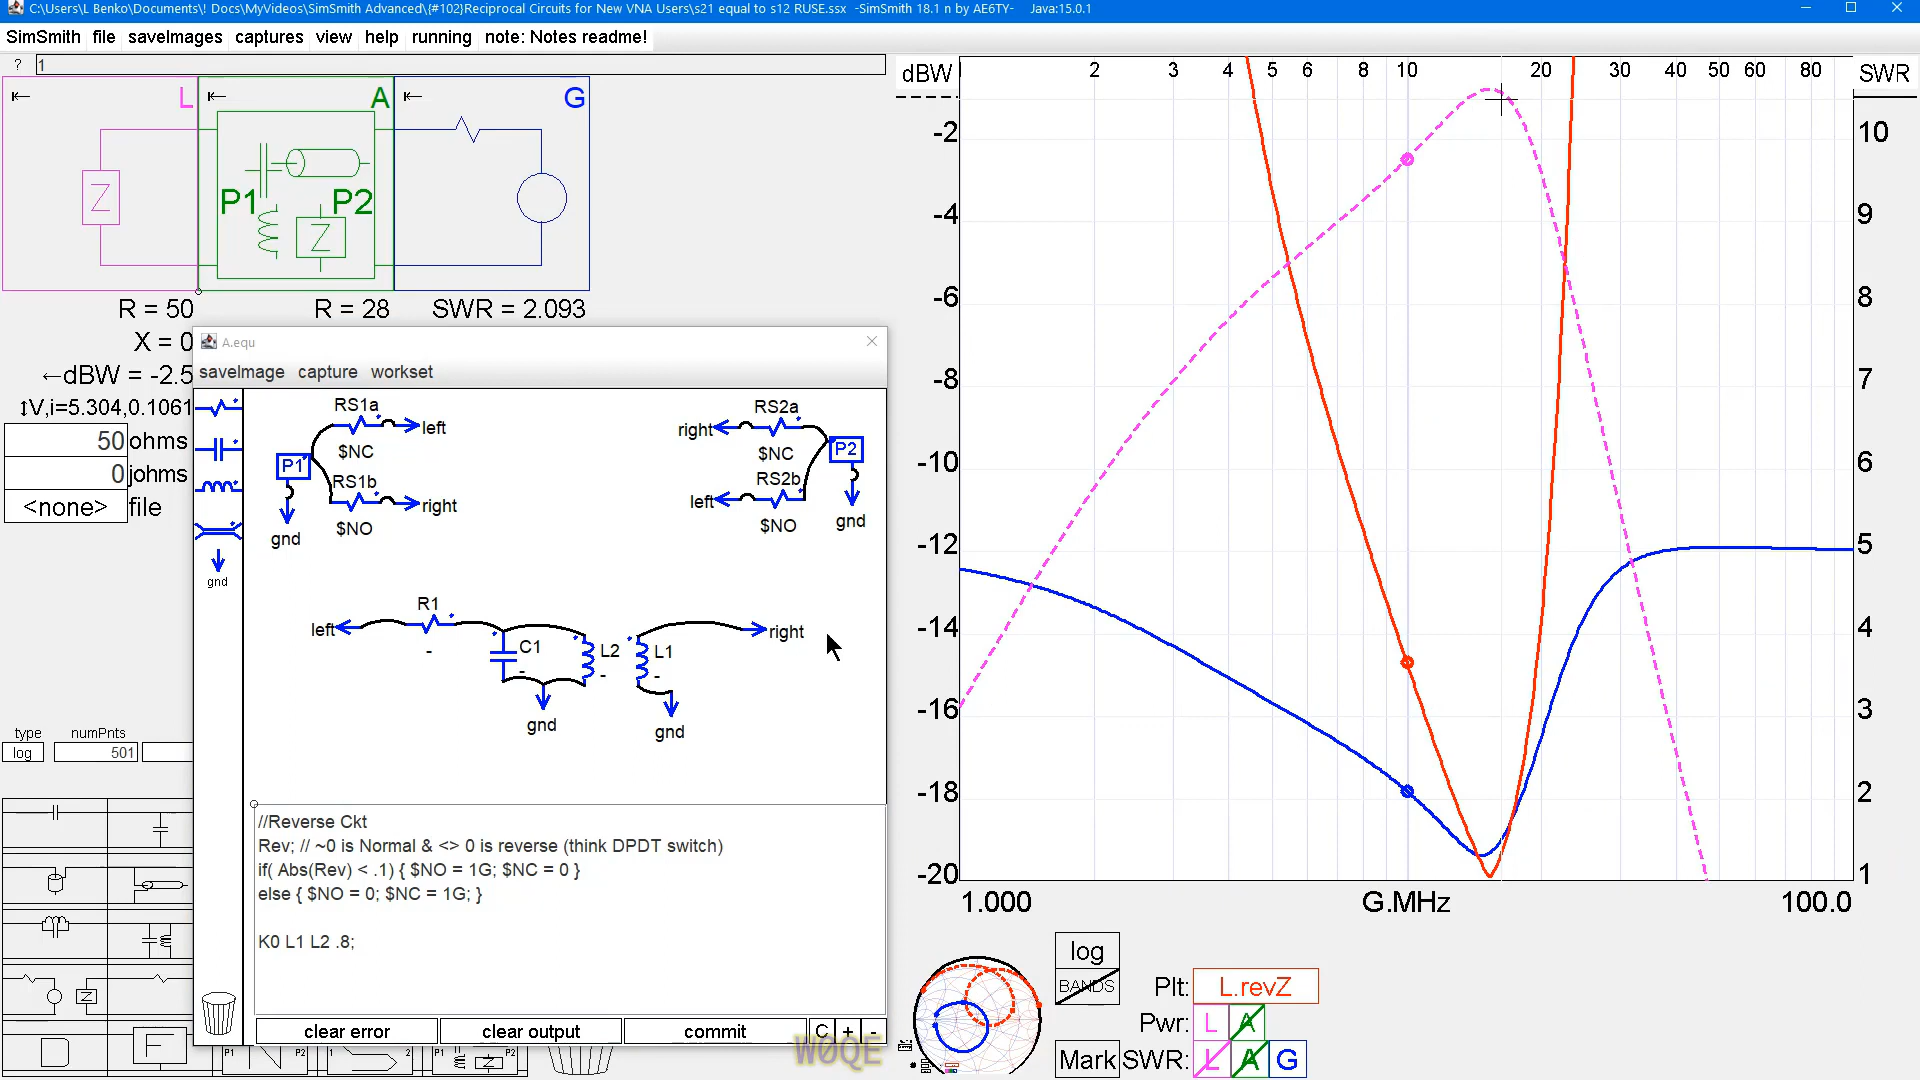 C:\Users\L Benko\Documents\! Docs\MyVideos\SimSmith Advanced\{#102}Reciprocal Circuits for New VNA Users\s21 equal to s12 RUSE.ssx -SimSmith 18.1 n by AE6TY- Java:15.0.1
SimSmith file saveImages captures view help running note: Notes readme!
? 1
L A G
P1 P2
Z Z
R = 50 R = 28 SWR = 2.093
X = 0
←dBW = -2.5
↕V,i=5.304,0.1061
50 ohms
0 johms
<none> file
type numPnts
log 501
A.equ
saveImage capture workset
RS1a left $NC
P1 RS1b right $NO
gnd
RS2a right $NC
P2 RS2b left $NO
gnd
gnd
left R1 - C1 - L2 - L1 - right
gnd gnd
//Reverse Ckt
Rev; // ~0 is Normal & <> 0 is reverse (think DPDT switch)
if( Abs(Rev) < .1) { $NO = 1G; $NC = 0 }
else { $NO = 0; $NC = 1G; }
K0 L1 L2 .8;
clear error clear output commit C + -
W0QE
Z D F P1 P2 1 2 P1 P2 Z
dBW 2 3 4 5 6 8 10 20 30 40 50 60 80 SWR
-2 10
-4 9
-6 8
-8 7
-10 6
-12 5
-14 4
-16 3
-18 2
-20 1
1.000 G.MHz 100.0
log
BANDS
Plt: L.revZ
Pwr: L A
Mark SWR: L A G